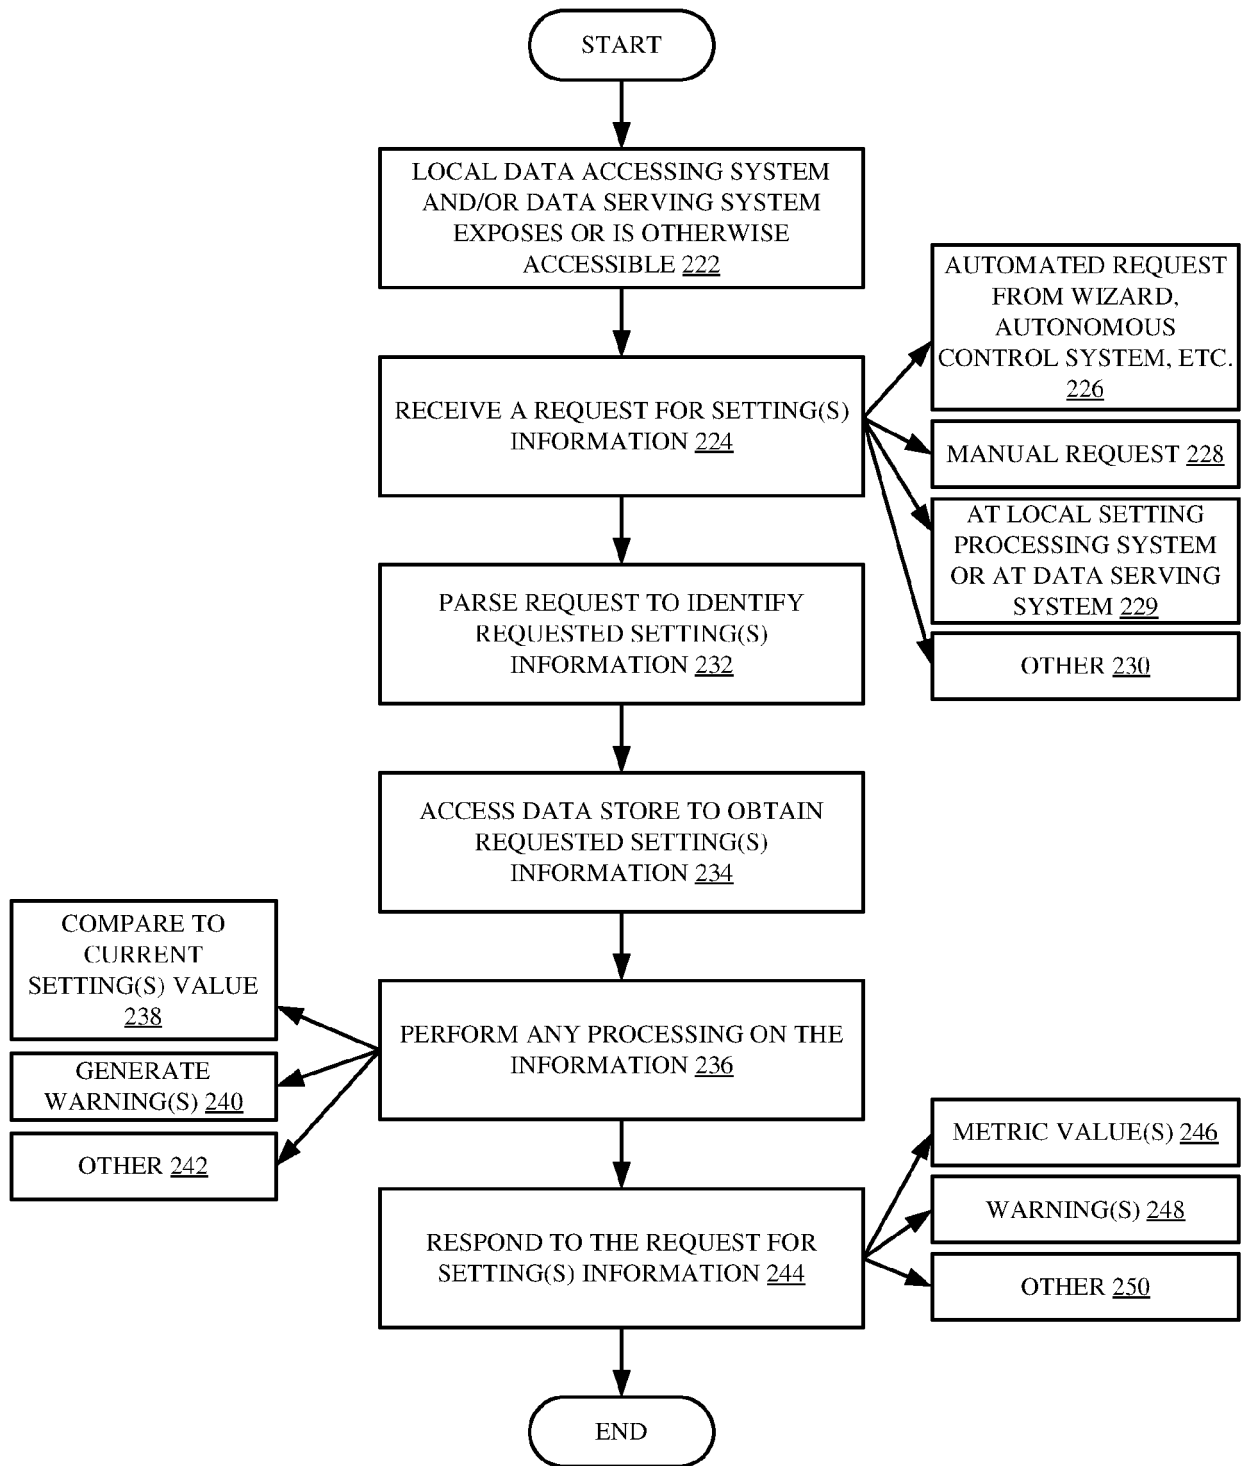 START
LOCAL DATA ACCESSING SYSTEM
AND/OR DATA SERVING SYSTEM
EXPOSES OR IS OTHERWISE
ACCESSIBLE 222
RECEIVE A REQUEST FOR SETTING(S)
INFORMATION 224
AUTOMATED REQUEST
FROM WIZARD,
AUTONOMOUS
CONTROL SYSTEM, ETC.
226
MANUAL REQUEST 228
AT LOCAL SETTING
PROCESSING SYSTEM
OR AT DATA SERVING
SYSTEM 229
OTHER 230
PARSE REQUEST TO IDENTIFY
REQUESTED SETTING(S)
INFORMATION 232
ACCESS DATA STORE TO OBTAIN
REQUESTED SETTING(S)
INFORMATION 234
PERFORM ANY PROCESSING ON THE
INFORMATION 236
COMPARE TO
CURRENT
SETTING(S) VALUE
238
GENERATE
WARNING(S) 240
OTHER 242
RESPOND TO THE REQUEST FOR
SETTING(S) INFORMATION 244
METRIC VALUE(S) 246
WARNING(S) 248
OTHER 250
END